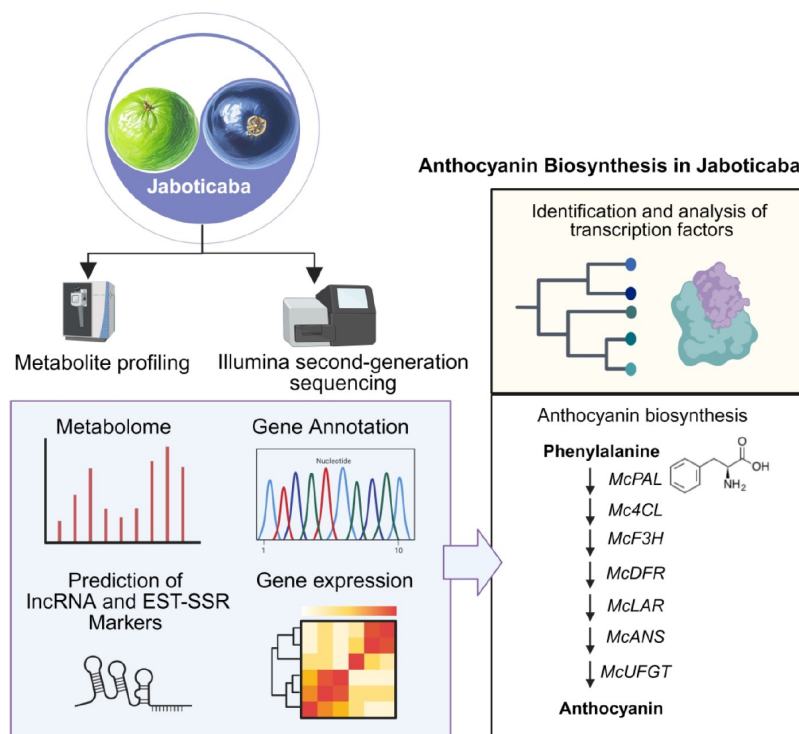 Jaboticaba
Metabolite profiling
Illumina second-generation
sequencing
Metabolome
Gene Annotation
Nucleotide
1
10
Prediction of
lncRNA and EST-SSR
Markers
Gene expression
Anthocyanin Biosynthesis in Jaboticaba
Identification and analysis of
transcription factors
Anthocyanin biosynthesis
Phenylalanine
O
OH
NH₂
McPAL
Mc4CL
McF3H
McDFR
McLAR
McANS
McUFGT
Anthocyanin